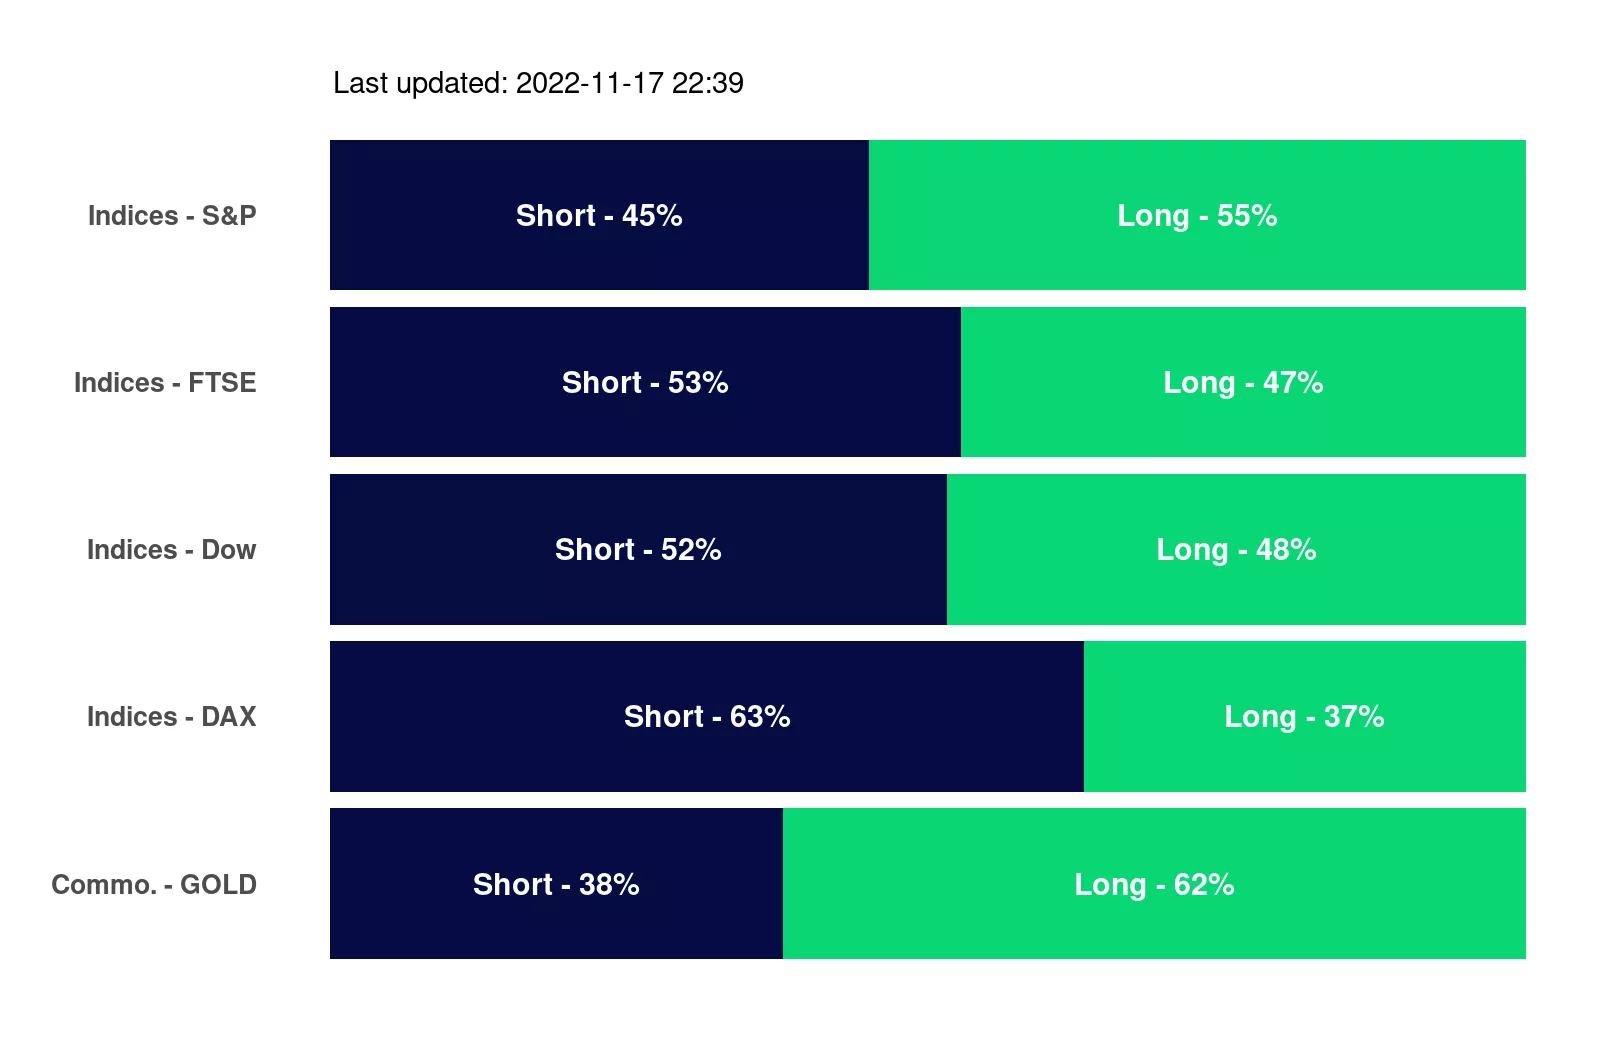 Last updated: 2022-11-17 22:39
Indices - S&P
Short - 45%
Long - 55%
Indices - FTSE
Short - 53%
Long - 47%
Indices - Dow
Short - 52%
Long - 48%
Indices - DAX
Short - 63%
Long - 37%
Commo. - GOLD
Short - 38%
Long - 62%